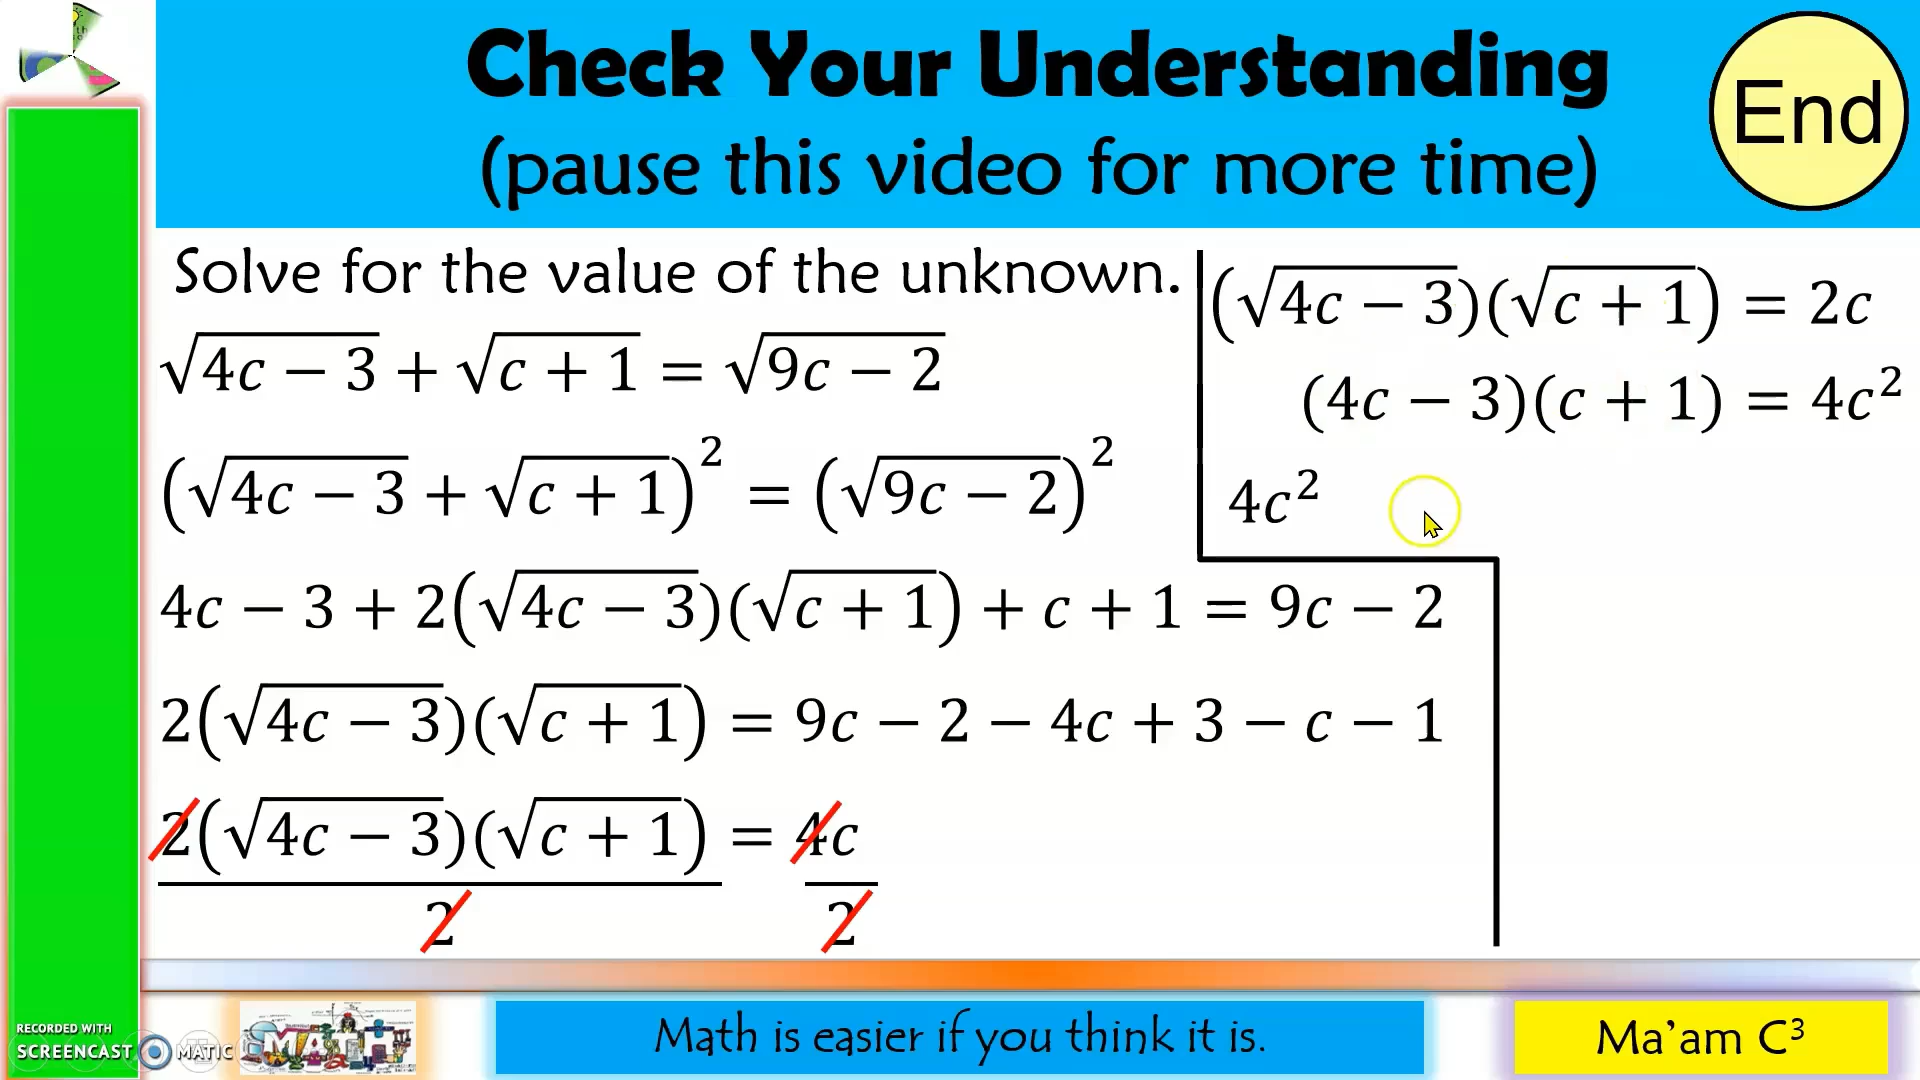 Check Your Understanding
(pause this video for more time)
End
Solve for the value of the unknown.
√(4c − 3) + √(c + 1) = √(9c − 2)
(√(4c − 3) + √(c + 1))² = (√(9c − 2))²
4c − 3 + 2(√(4c − 3))(√(c + 1)) + c + 1 = 9c − 2
2(√(4c − 3))(√(c + 1)) = 9c − 2 − 4c + 3 − c − 1
2(√(4c − 3))(√(c + 1)) = 4c
2 2
(√(4c − 3))(√(c + 1)) = 2c
(4c − 3)(c + 1) = 4c²
4c²
RECORDED WITH
SCREENCAST MATIC
MATH
Math is easier if you think it is.
Ma'am C³